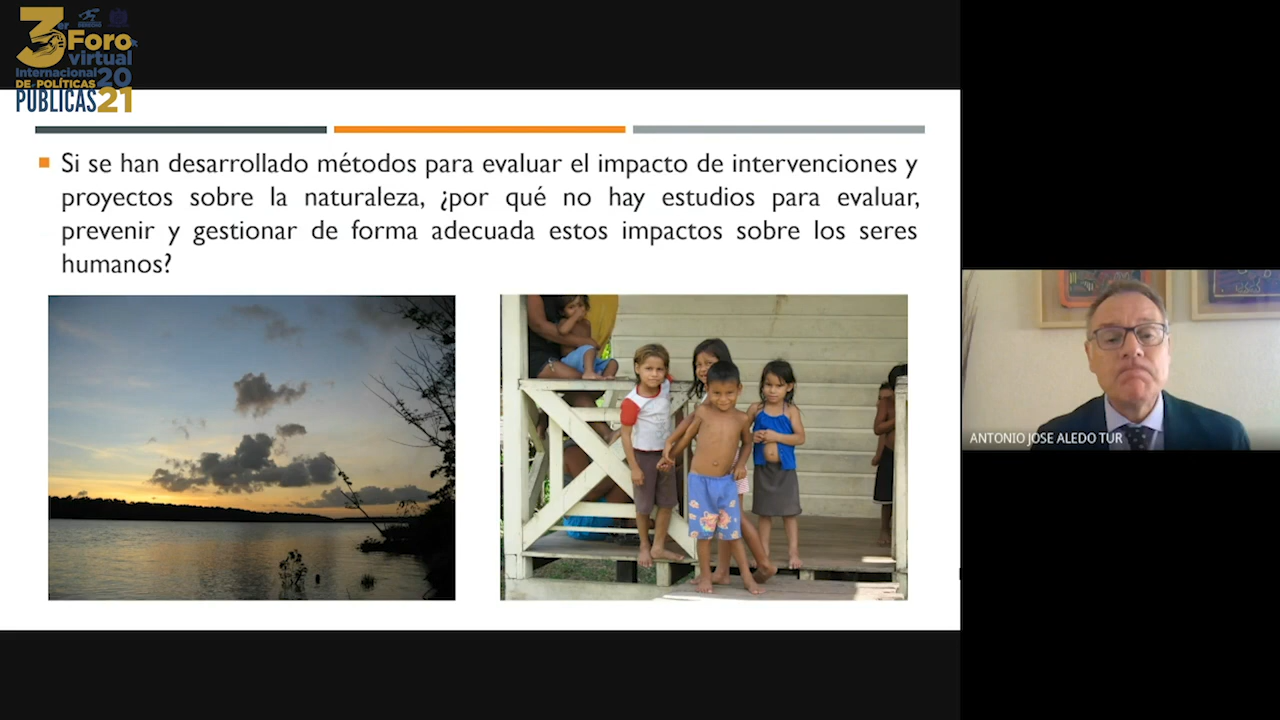 3er
Foro
virtual
Internacional 20
DE POLÍTICAS
PÚBLICAS 21
Si se han desarrollado métodos para evaluar el impacto de intervenciones y
proyectos sobre la naturaleza, ¿por qué no hay estudios para evaluar,
prevenir y gestionar de forma adecuada estos impactos sobre los seres
humanos?
ANTONIO JOSE ALEDO TUR